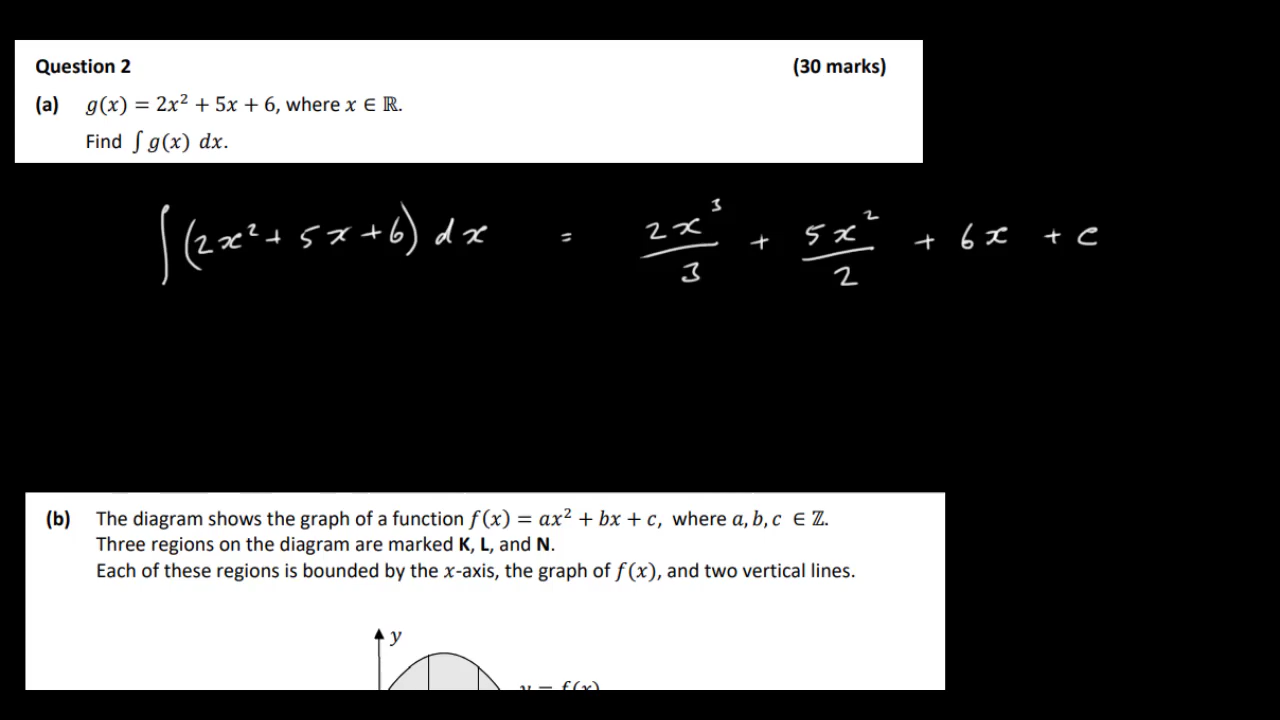 Question 2 (30 marks)
(a) g(x) = 2x² + 5x + 6, where x ∈ ℝ.
Find ∫ g(x) dx.
∫(2x² + 5x + 6) dx = 2x³/3 + 5x²/2 + 6x + c
(b) The diagram shows the graph of a function f(x) = ax² + bx + c, where a, b, c ∈ ℤ.
Three regions on the diagram are marked K, L, and N.
Each of these regions is bounded by the x-axis, the graph of f(x), and two vertical lines.
y
y = f(x)